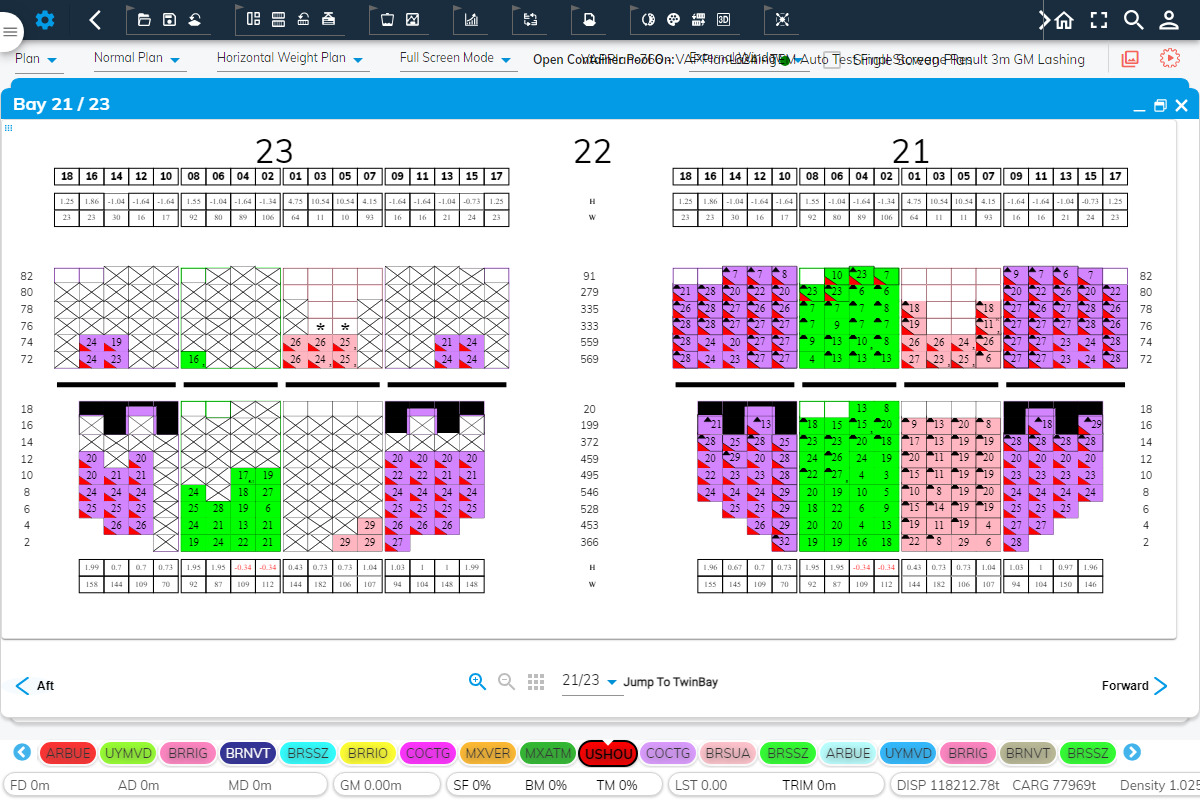 Plan Normal Plan Horizontal Weight Plan Full Screen Mode
Bay 21 / 23
23 22 21
18 16 14 12 10 08 06 04 02 01 03 05 07 09 11 13 15 17 18 16 14 12 10 08 06 04 02 01 03 05 07 09 11 13 15 17
1.25 1.86 -1.04 -1.64 -1.64 1.55 -1.04 -1.64 -1.34 4.75 10.54 10.54 4.15 -1.64 -1.64 -1.04 -0.73 1.25 H 1.25 1.86 -1.04 -1.64 -1.64 1.55 -1.04 -1.64 -1.34 4.75 10.54 10.54 4.15 -1.64 -1.64 -1.04 -0.73 1.25
23 23 30 16 17 92 80 89 106 64 11 10 93 16 16 21 24 23 W 23 23 30 16 17 92 80 89 106 64 11 11 93 16 16 21 24 23
82 91 7 7 8 10 23 7 9 7 6 7 82
80 279 21 28 20 22 20 23 23 6 6 20 22 26 20 22 80
78 335 26 28 26 27 27 7 7 7 8 18 18 26 27 27 28 27 78
76 * * 333 28 28 27 27 27 7 9 7 7 19 11 27 27 27 28 26 76
74 24 19 26 26 25 21 24 559 28 24 20 27 27 9 13 10 8 26 26 24 26 27 27 23 24 28 74
72 24 23 16 26 24 25 24 24 569 28 24 23 27 27 4 13 13 13 27 23 25 6 27 27 24 24 28 72
18 20 13 8 18
16 199 21 13 18 15 15 20 9 13 20 8 18 29 16
14 372 28 25 28 25 23 23 20 18 17 13 19 19 28 28 28 28 14
12 20 20 20 20 20 20 459 20 29 20 28 24 26 24 19 20 11 19 20 20 20 20 20 12
10 20 21 21 17 19 22 22 21 21 495 22 23 23 28 22 27 4 3 15 11 19 19 23 22 23 23 10
8 24 24 24 24 18 27 24 24 24 24 546 24 24 25 29 20 19 10 5 10 8 19 20 24 24 24 24 8
6 25 25 25 25 28 19 6 25 25 25 25 528 25 25 29 18 22 6 9 15 14 19 19 25 25 25 6
4 26 26 24 21 13 21 29 26 26 26 453 26 29 20 20 4 13 19 11 19 4 27 27 4
2 19 24 22 21 29 29 27 366 32 19 19 16 18 22 8 29 6 28 2
1.99 0.7 0.7 0.73 1.95 1.95 -0.34 -0.34 0.43 0.73 0.73 1.04 1.03 1 1 1.99 H 1.96 0.67 0.7 0.73 1.95 1.95 -0.34 -0.34 0.43 0.73 0.73 1.04 1.03 1 0.97 1.96
158 144 109 70 92 87 109 112 144 182 106 107 94 104 148 148 W 155 145 109 70 92 87 109 112 144 182 106 107 94 104 150 146
Aft 21/23 Jump To TwinBay Forward
ARBUE UYMVD BRRIG BRNVT BRSSZ BRRIO COCTG MXVER MXATM USHOU COCTG BRSUA BRSSZ ARBUE UYMVD BRRIG BRNVT BRSSZ
FD 0m AD 0m MD 0m GM 0.00m SF 0% BM 0% TM 0% LST 0.00 TRIM 0m DISP 118212.78t CARG 77969t Density 1.025